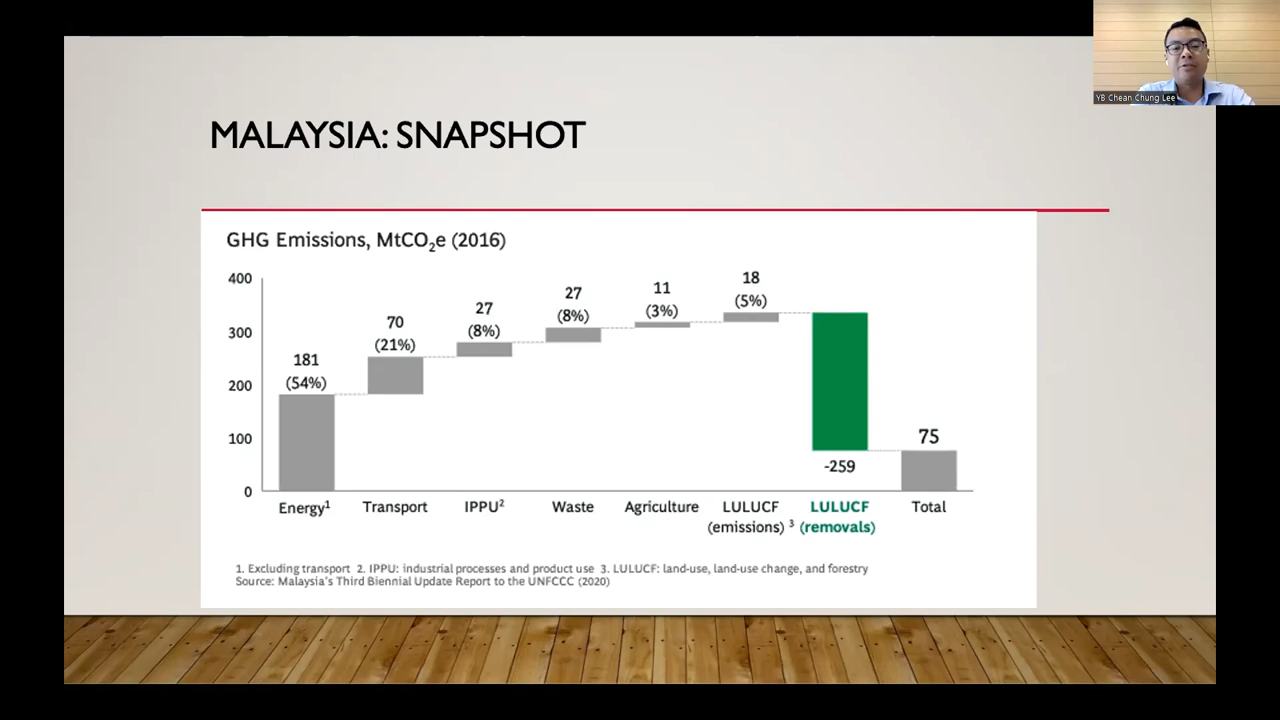 YB Chean Chung Lee
MALAYSIA: SNAPSHOT
GHG Emissions, MtCO₂e (2016)
400
300
200
100
0
181
(54%)
70
(21%)
27
(8%)
27
(8%)
11
(3%)
18
(5%)
-259
75
Energy¹
Transport
IPPU²
Waste
Agriculture
LULUCF
(emissions) ³
LULUCF
(removals)
Total
1. Excluding transport 2. IPPU: industrial processes and product use 3. LULUCF: land-use, land-use change, and forestry
Source: Malaysia's Third Biennial Update Report to the UNFCCC (2020)